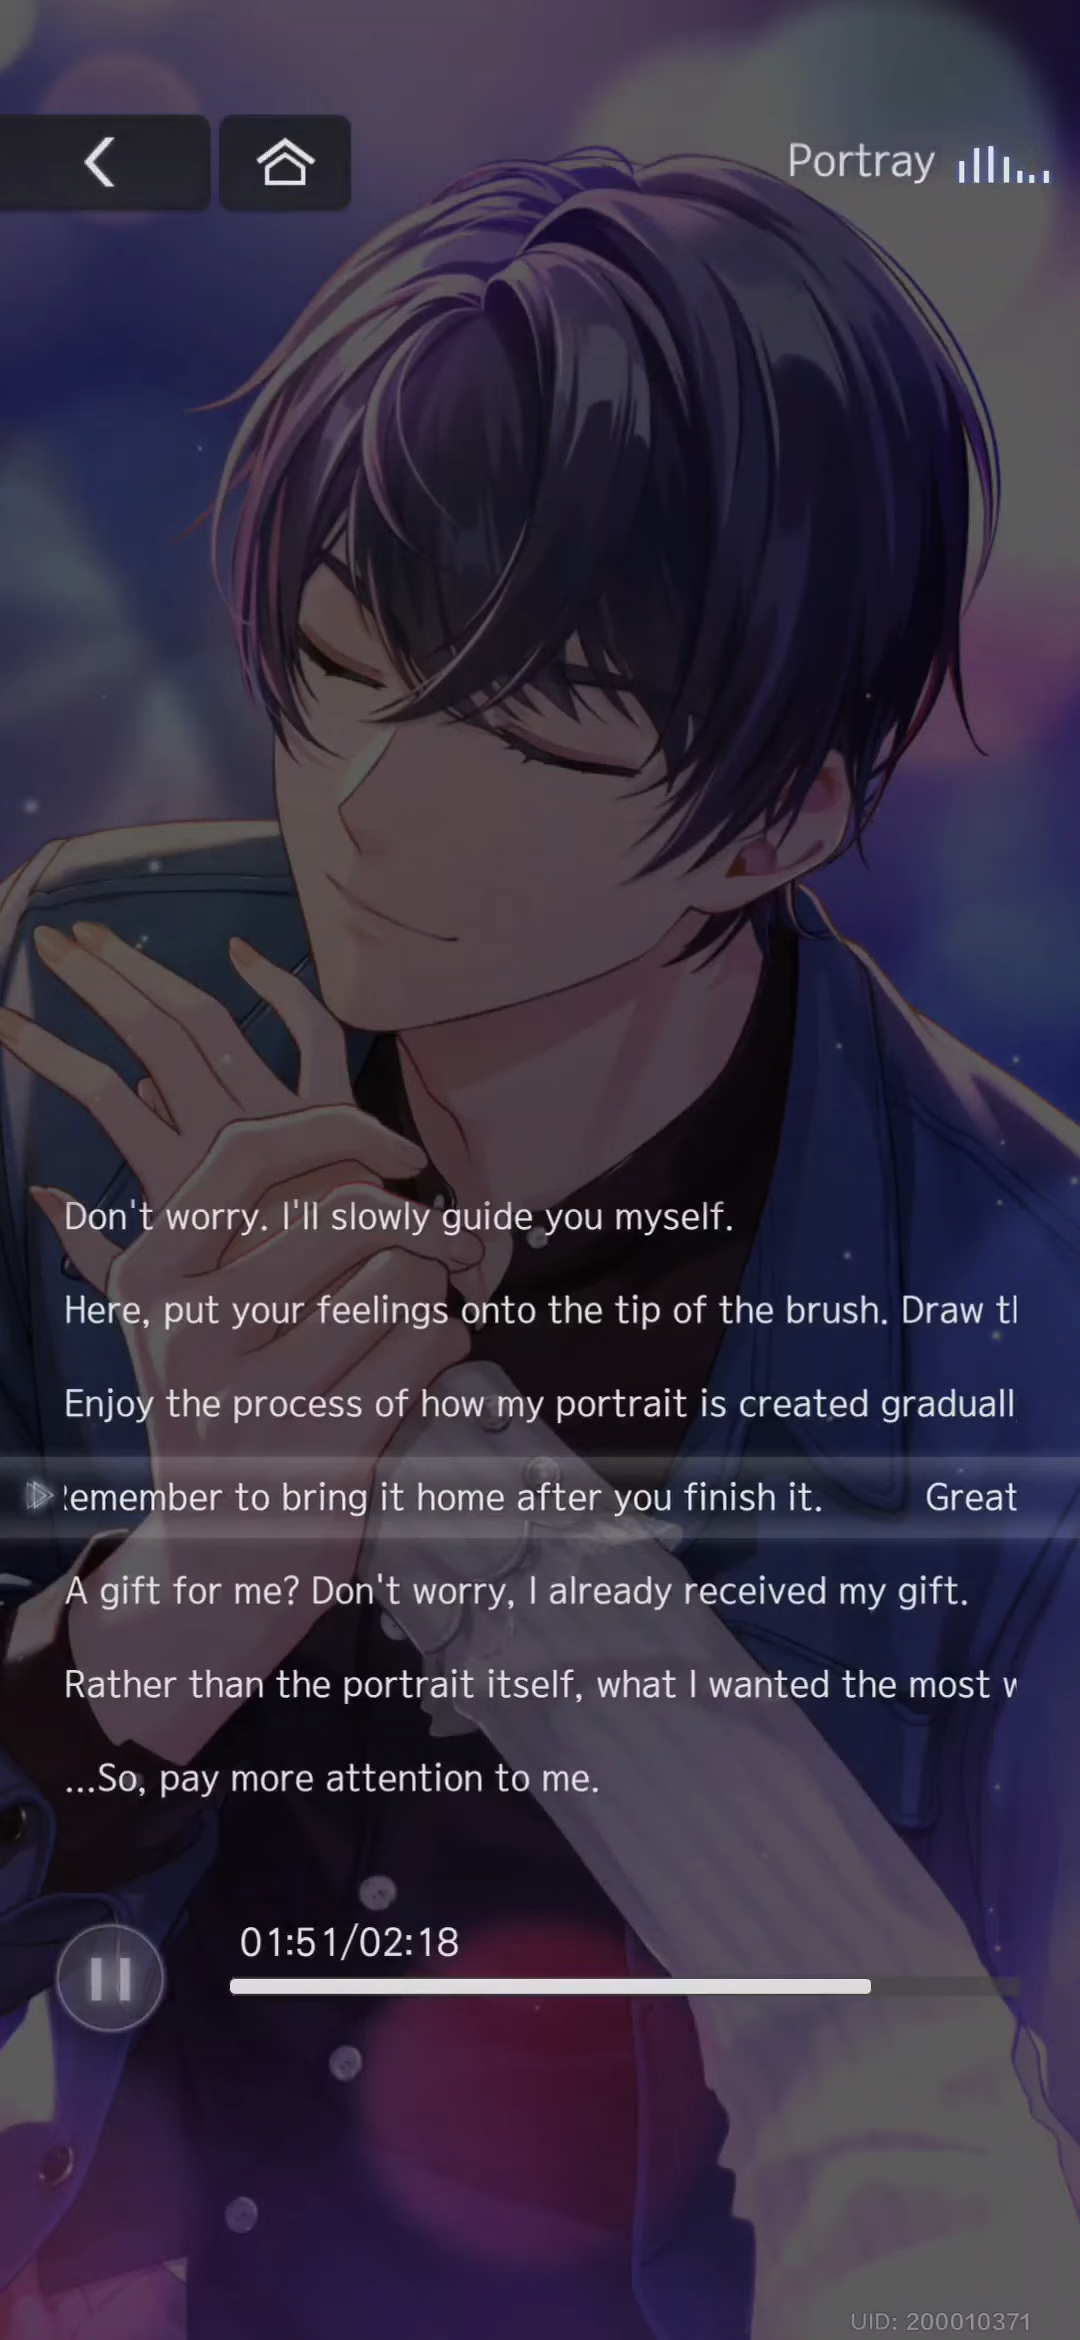 Portray
Don't worry. I'll slowly guide you myself.
Here, put your feelings onto the tip of the brush. Draw
Enjoy the process of how my portrait is created graduall
emember to bring it home after you finish it. Great
A gift for me? Don't worry, I already received my gift.
Rather than the portrait itself, what I wanted the most
...So, pay more attention to me.
01:51/02:18
UID: 200010371